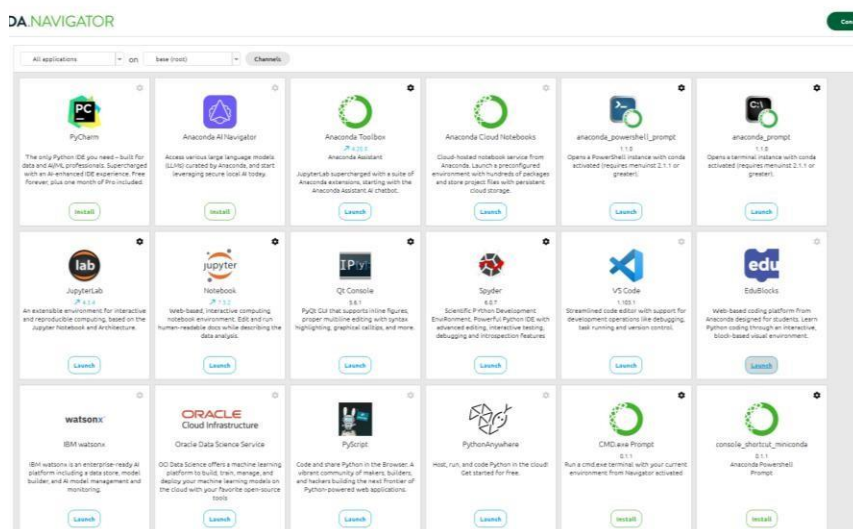 DA.NAVIGATOR
Con
All applications on base (root) Channels
PC
PyCharm
The only Python IDE you need – built for
data and AI/ML professionals. Supercharged
with an AI-enhanced IDE experience. Free
forever, plus one month of Pro included.
Install
Anaconda AI Navigator
Access various large language models
(LLMs) curated by Anaconda, and start
leveraging secure local AI today.
Install
Anaconda Toolbox
Anaconda Assistant
JupyterLab supercharged with a suite of
Anaconda extensions, starting with the
Anaconda Assistant AI chatbot.
Launch
Anaconda Cloud Notebooks
Cloud-hosted notebook service from
Anaconda. Launch a preconfigured
environment with hundreds of packages
and store project files with persistent
cloud storage.
Launch
anaconda_powershell_prompt
1.1.0
Opens a PowerShell instance with conda
activated (requires menuinst 2.1.1 or
greater).
Launch
C:\
anaconda_prompt
1.1.0
Opens a terminal instance with conda
activated (requires menuinst 2.1.1 or
greater).
Launch
lab
JupyterLab
An extensible environment for interactive
and reproducible computing, based on the
Jupyter Notebook and Architecture.
Launch
jupyter
Notebook
Web-based, interactive computing
notebook environment. Edit and run
human-readable docs while describing the
data analysis.
Launch
IP[y]:
Qt Console
5.6.1
PyQt GUI that supports inline figures,
proper multiline editing with syntax
highlighting, graphical calltips, and more.
Launch
Spyder
6.0.7
Scientific PYthon Development
EnviRonment. Powerful Python IDE with
advanced editing, interactive testing,
debugging and introspection features
Launch
VS Code
1.103.1
Streamlined code editor with support for
development operations like debugging,
task running and version control.
Launch
edu
EduBlocks
Web-based coding platform from
Anaconda designed for students. Learn
Python coding through an interactive,
block-based visual environment.
Launch
watsonx
IBM watsonx
IBM watsonx is an enterprise-ready AI
platform including a data store, model
builder, and AI model management and
monitoring.
Launch
ORACLE
Cloud Infrastructure
Oracle Data Science Service
OCI Data Science offers a machine learning
platform to build, train, manage, and
deploy your machine learning models on
the cloud with your favorite open-source
tools
Launch
PyScript
Code and share Python in the Browser. A
vibrant community of makers, builders,
and hackers building the next frontier of
Python-powered web applications.
Launch
PythonAnywhere
Host, run, and code Python in the cloud!
Get started for free.
Launch
CMD.exe Prompt
0.1.1
Run a cmd.exe terminal with your current
environment from Navigator activated
Install
console_shortcut_miniconda
0.1.1
Anaconda Powershell
Prompt
Install